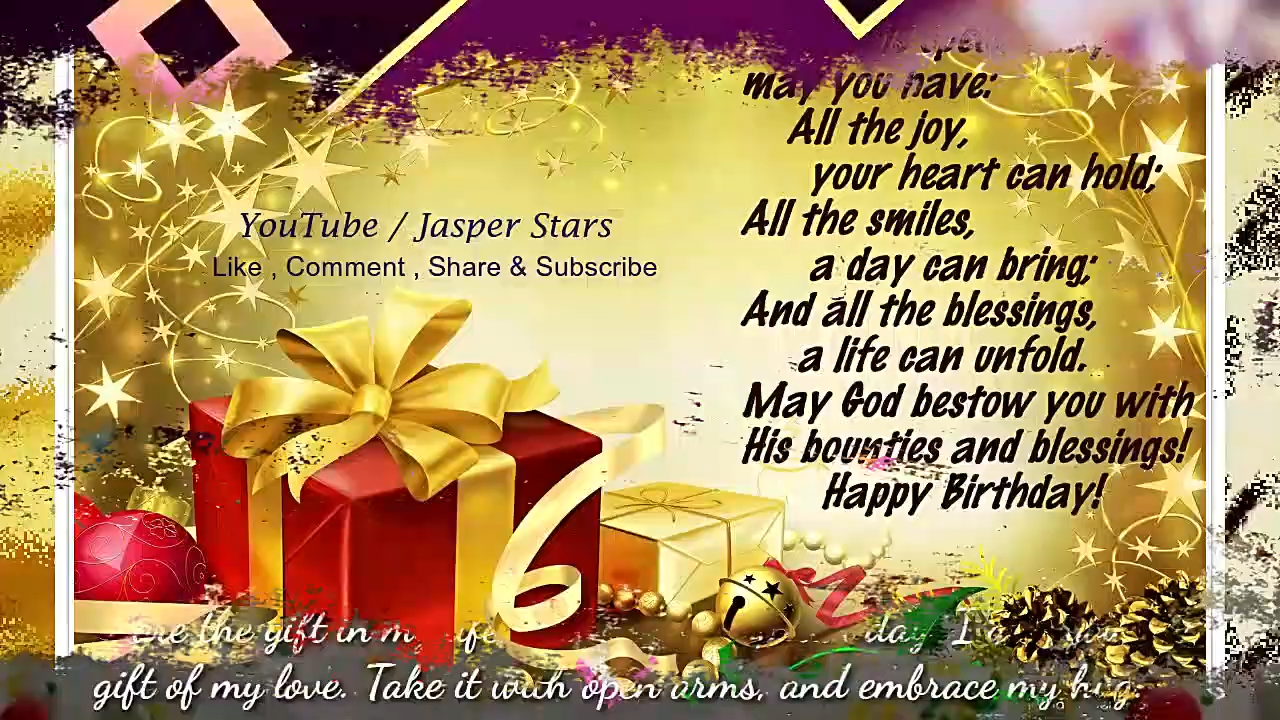 may you have:
All the joy,
your heart can hold;
All the smiles,
a day can bring;
And all the blessings,
a life can unfold.
May God bestow you with
His bounties and blessings!
Happy Birthday!
YouTube / Jasper Stars
Like , Comment , Share & Subscribe
the gift in
day
gift of my love. Take it with open arms, and embrace my